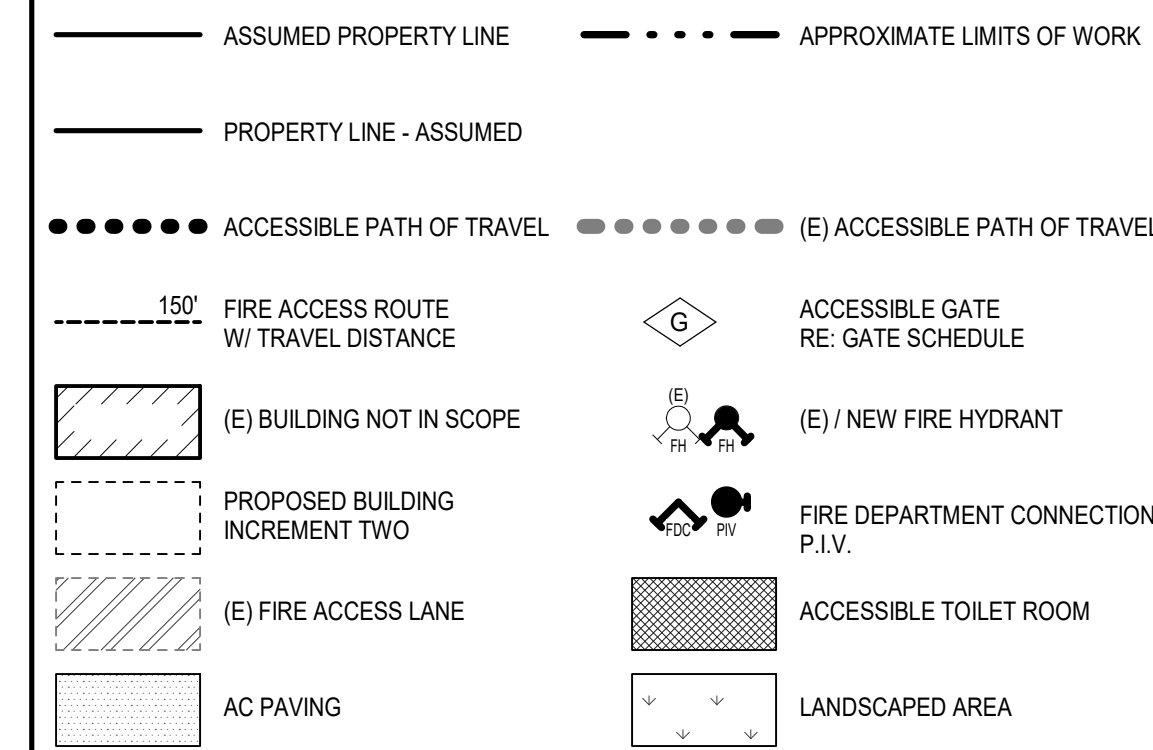 ASSUMED PROPERTY LINE
APPROXIMATE LIMITS OF WORK
PROPERTY LINE - ASSUMED
ACCESSIBLE PATH OF TRAVEL
(E) ACCESSIBLE PATH OF TRAVEL
150'
FIRE ACCESS ROUTE
W/ TRAVEL DISTANCE
G
ACCESSIBLE GATE
RE: GATE SCHEDULE
(E) BUILDING NOT IN SCOPE
(E)
FH
FH
(E) / NEW FIRE HYDRANT
PROPOSED BUILDING
INCREMENT TWO
FDC
PIV
FIRE DEPARTMENT CONNECTION
P.I.V.
(E) FIRE ACCESS LANE
ACCESSIBLE TOILET ROOM
AC PAVING
LANDSCAPED AREA